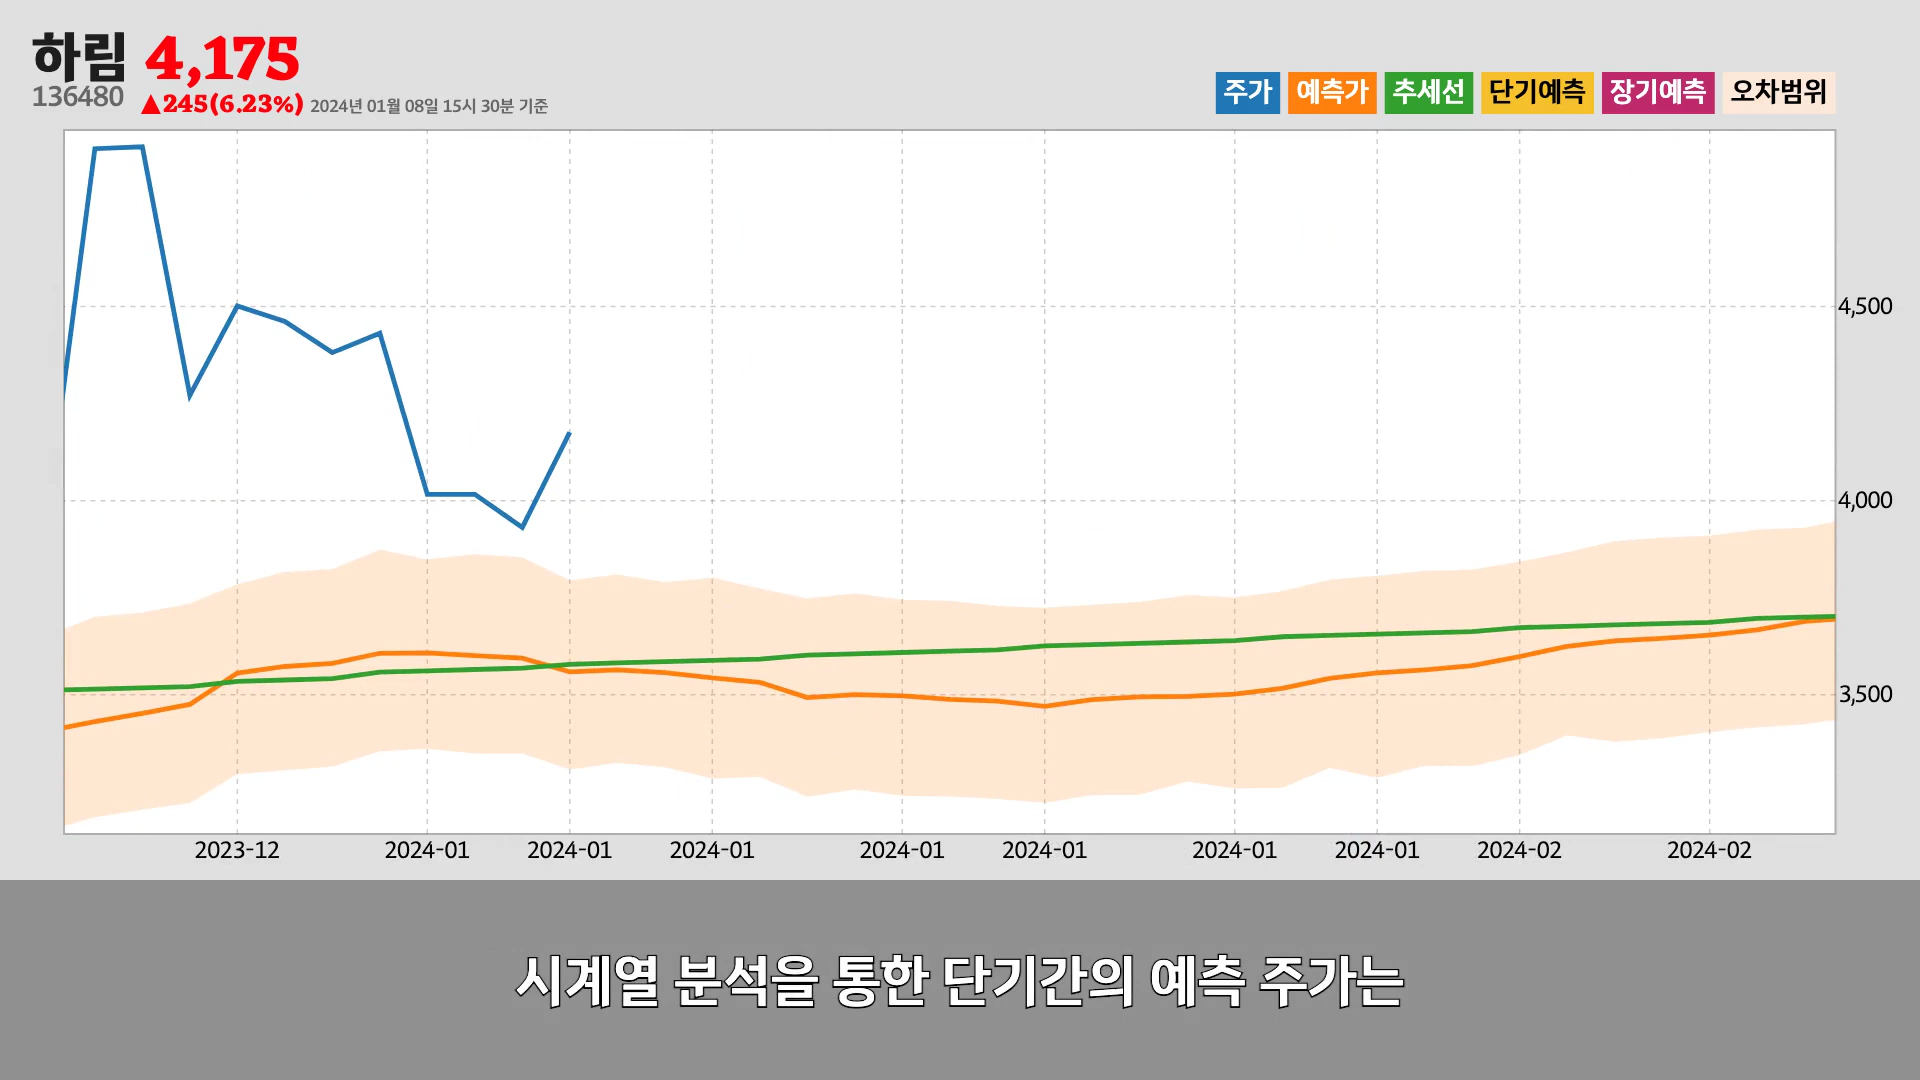 하림 4,175
136480 ▲245(6.23%) 2024년 01월 08일 15시 30분 기준
주가 예측가 추세선 단기예측 장기예측 오차범위
4,500
4,000
3,500
2023-12 2024-01 2024-01 2024-01 2024-01 2024-01 2024-01 2024-01 2024-02 2024-02
시계열 분석을 통한 단기간의 예측 주가는